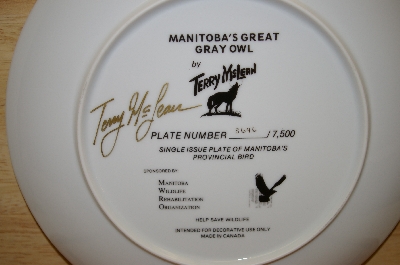 MANITOBA'S GREAT
GRAY OWL
by
TERRY McLEAN
Terry McLean
PLATE NUMBER /7,500
SINGLE ISSUE PLATE OF MANITOBA'S
PROVINCIAL BIRD
SPONSORED BY
MANITOBA
WILDLIFE
REHABILITATION
ORGANIZATION
HELP SAVE WILDLIFE
INTENDED FOR DECORATIVE USE ONLY
MADE IN CANADA